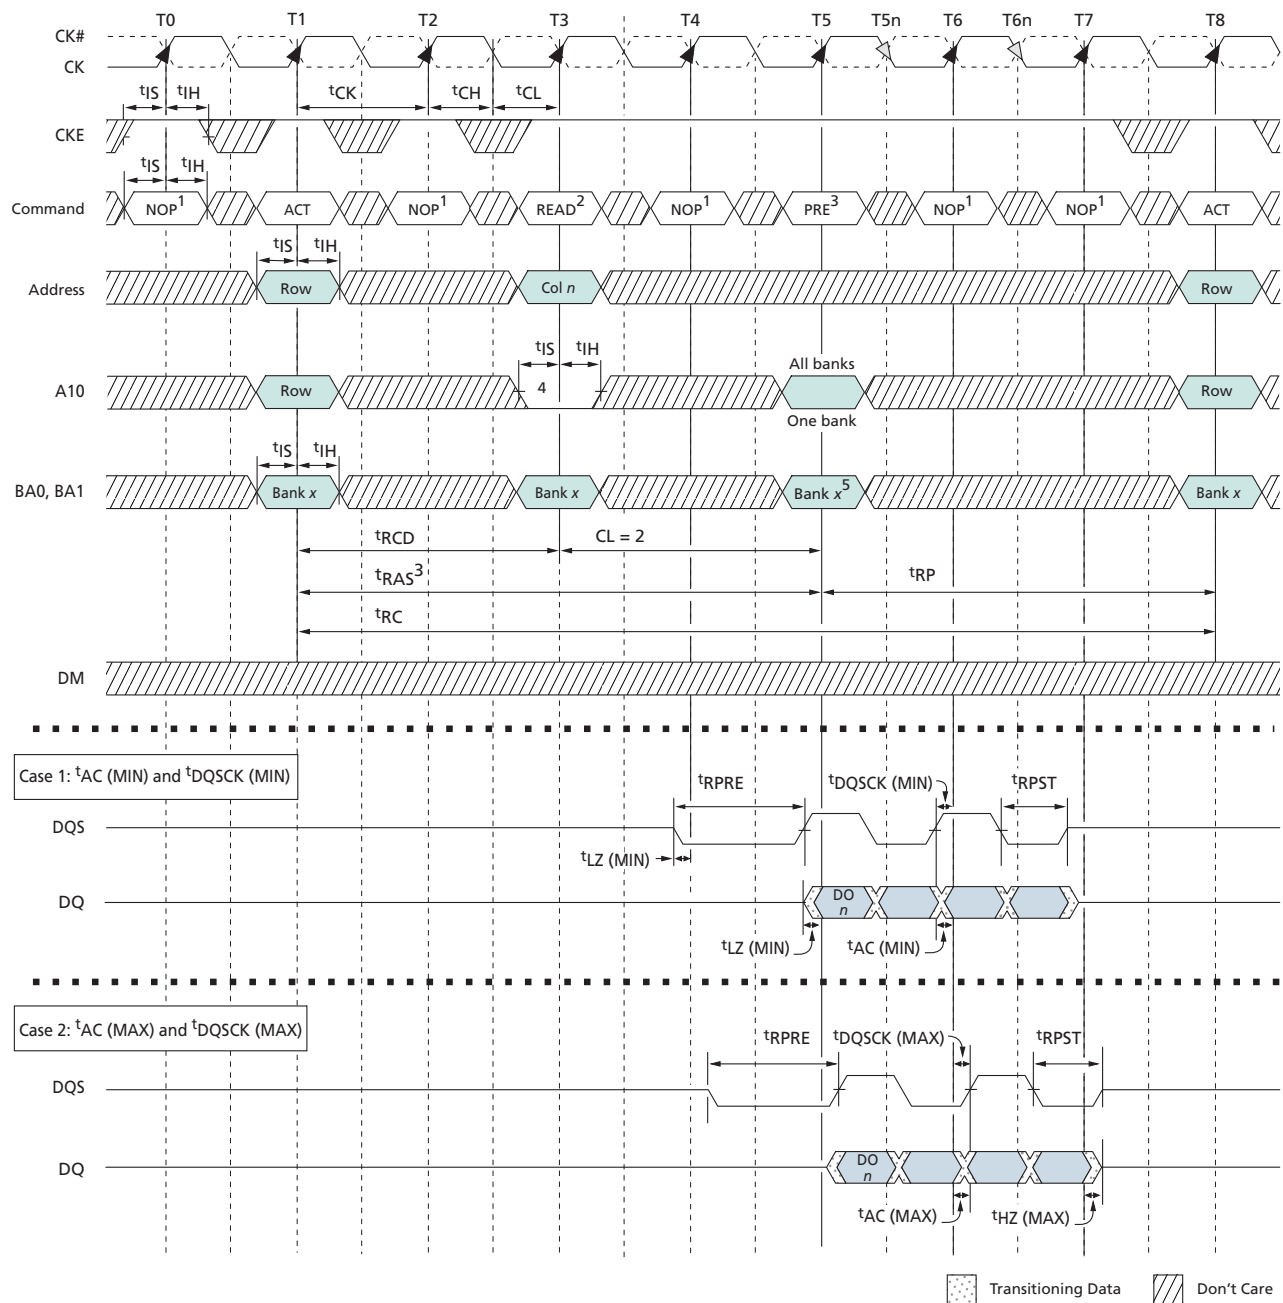 T0 T1 T2 T3 T4 T5 T5n T6 T6n T7 T8
CK#
CK
tIS tIH tCK tCH tCL
CKE
tIS tIH
Command NOP1 ACT NOP1 READ2 NOP1 PRE3 NOP1 NOP1 ACT
tIS tIH
Address Row Col n Row
tIS tIH All banks
A10 Row 4 Row
One bank
tIS tIH
BA0, BA1 Bank x Bank x Bank x5 Bank x
tRCD CL = 2
tRAS3 tRP
tRC
DM
Case 1: tAC (MIN) and tDQSCK (MIN)
tRPRE tDQSCK (MIN) tRPST
DQS
tLZ (MIN)
DQ DO
n
tLZ (MIN) tAC (MIN)
Case 2: tAC (MAX) and tDQSCK (MAX)
tRPRE tDQSCK (MAX) tRPST
DQS
DQ DO
n
tAC (MAX) tHZ (MAX)
Transitioning Data Don't Care